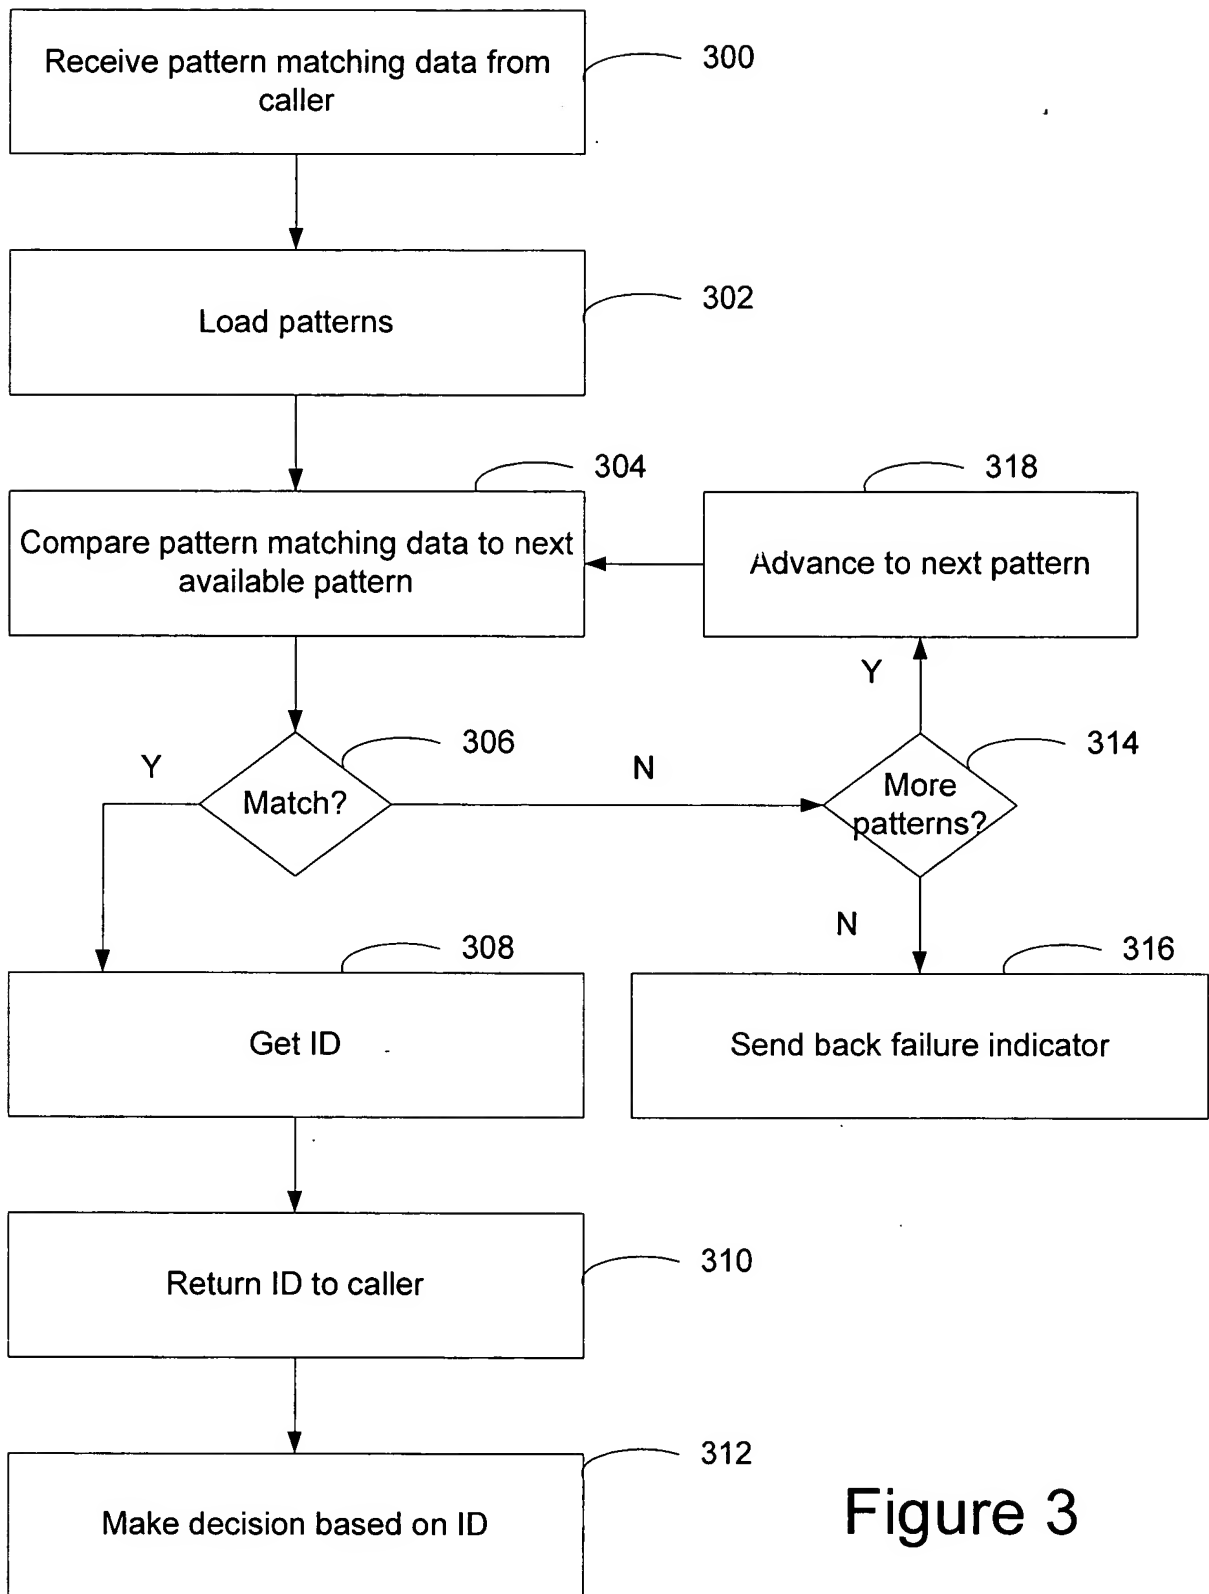 Receive pattern matching data from
caller
300
Load patterns
302
304
Compare pattern matching data to next
available pattern
318
Advance to next pattern
Y
306
Match?
Y
N
314
More
patterns?
N
308
Get ID
316
Send back failure indicator
310
Return ID to caller
312
Make decision based on ID
Figure 3